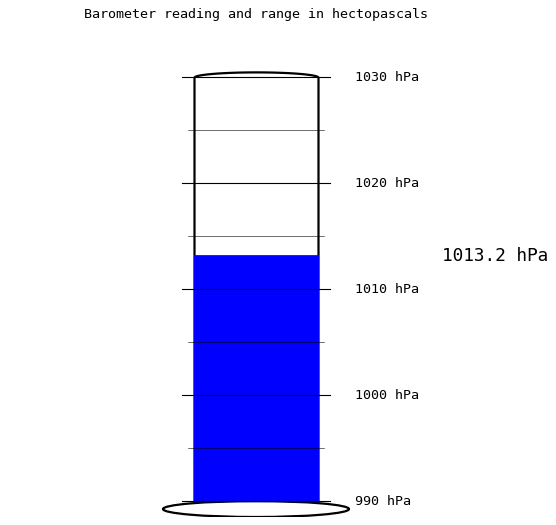 Barometer reading and range in hectopascals
1030 hPa
1020 hPa
1013.2 hPa
1010 hPa
1000 hPa
990 hPa